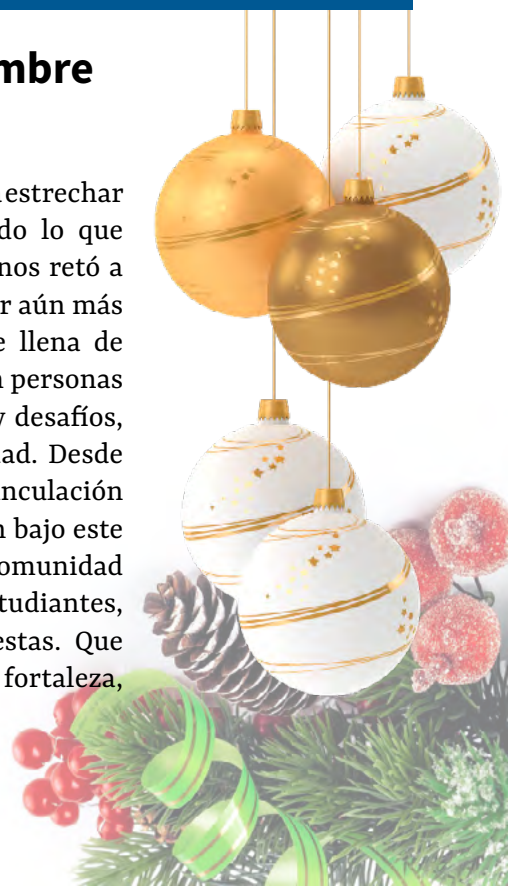 mbre
estrechar
do lo que
nos retó a
r aún más
e llena de
n personas
y desafíos,
ad. Desde
inculación
n bajo este
omunidad
tudiantes,
estas. Que
fortaleza,